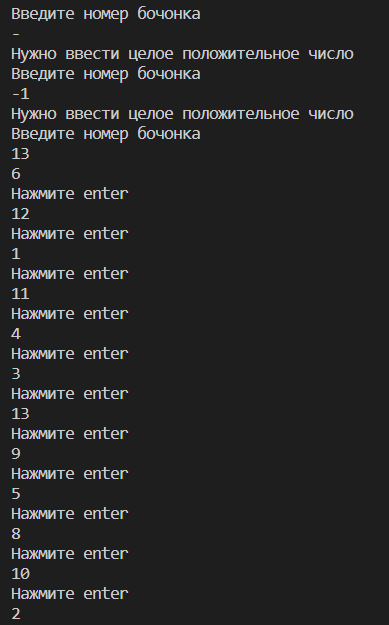 Введите номер бочонка
-
Нужно ввести целое положительное число
Введите номер бочонка
-1
Нужно ввести целое положительное число
Введите номер бочонка
13
6
Нажмите enter
12
Нажмите enter
1
Нажмите enter
11
Нажмите enter
4
Нажмите enter
3
Нажмите enter
13
Нажмите enter
9
Нажмите enter
5
Нажмите enter
8
Нажмите enter
10
Нажмите enter
2